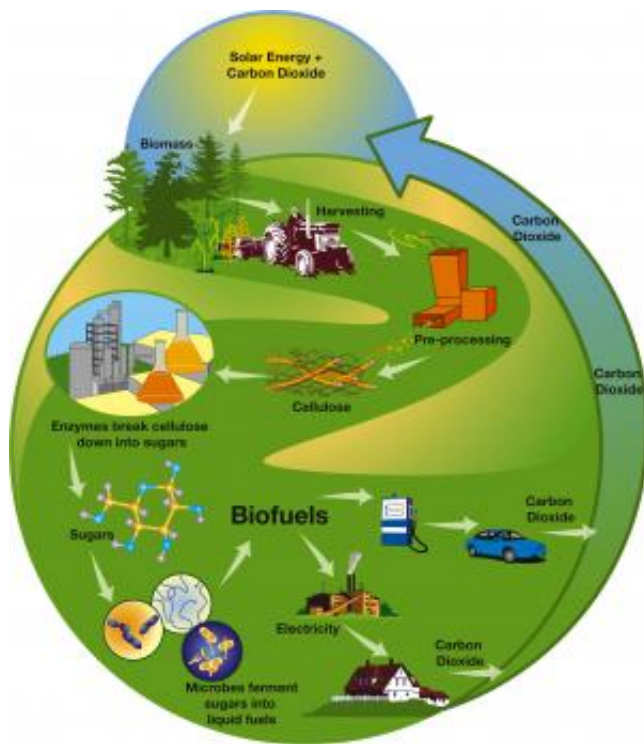 Solar Energy +
Carbon Dioxide
Biomass
Harvesting
Carbon
Dioxide
Pre-processing
Carbon
Dioxide
Cellulose
Enzymes break cellulose
down into sugars
Sugars
Biofuels
Carbon
Dioxide
Electricity
Carbon
Dioxide
Microbes ferment
sugars into
liquid fuels